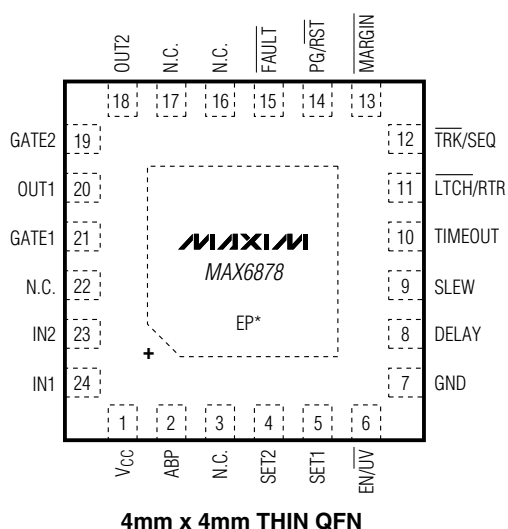 OUT2
N.C.
N.C.
FAULT
PG/RST
MARGIN
18
17
16
15
14
13
GATE2 19
12 TRK/SEQ
OUT1 20
11 LTCH/RTR
GATE1 21
MAXIM
10 TIMEOUT
MAX6878
N.C. 22
9 SLEW
EP*
IN2 23
8 DELAY
+
IN1 24
7 GND
1
2
3
4
5
6
VCC
ABP
N.C.
SET2
SET1
EN/UV
4mm x 4mm THIN QFN